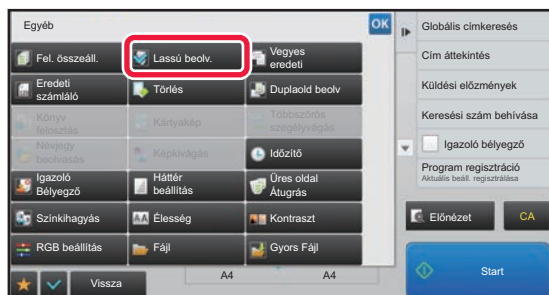 Egyéb
OK
Fel. összeáll.
Lassú beolv.
Vegyes
eredeti
Eredeti
számláló
Törlés
Duplaold beolv
Könyv
felosztás
Kártyakép
Többszörös
szegélyvágás
Névjegy
beolvasás
Képkivágás
Időzítő
Igazoló
Bélyegző
Háttér
beállítás
Üres oldal
Átugrás
Színkihagyás
AA Élesség
Kontraszt
RGB beállítás
Fájl
Gyors Fájl
Vissza
A4
A4
Globális címkeresés
Cím áttekintés
Küldési előzmények
Keresési szám behívása
Igazoló bélyegző
Program regisztráció
Aktuális beáll. regisztrálása
Előnézet
CA
Start